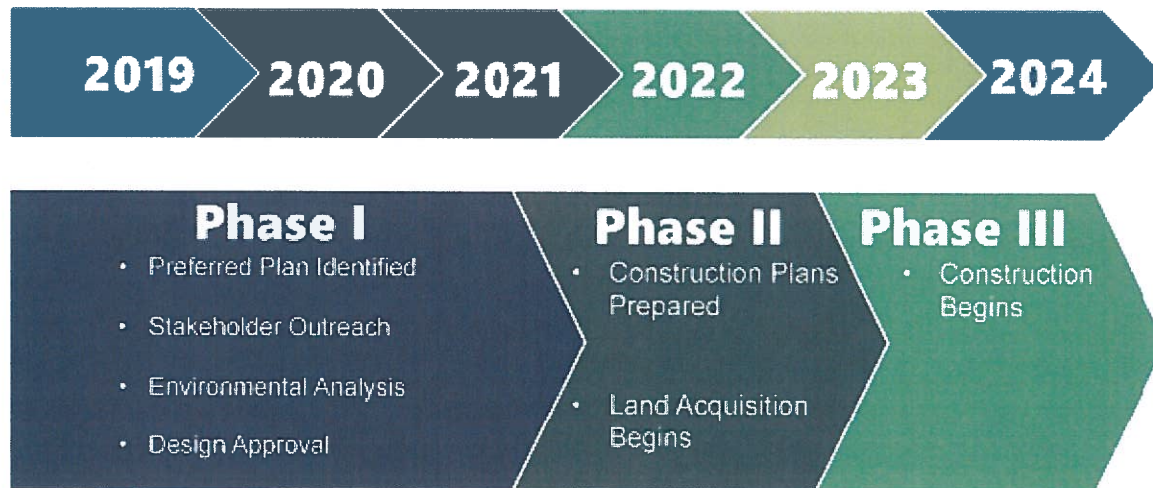 2019 2020 2021 2022 2023 2024
Phase I
• Preferred Plan Identified
• Stakeholder Outreach
• Environmental Analysis
• Design Approval
Phase II
• Construction Plans
Prepared
• Land Acquisition
Begins
Phase III
• Construction
Begins